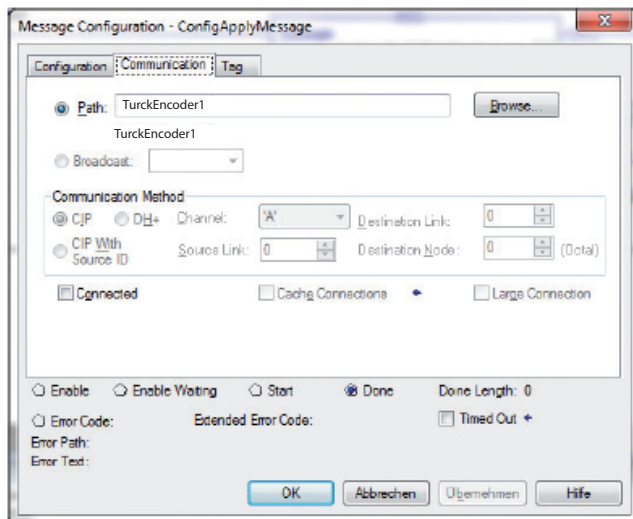 Message Configuration - ConfigApplyMessage
Configuration Communication Tag
Path: TurckEncoder1 Browse...
TurckEncoder1
Broadcast:
Communication Method
CIP DH+ Channel: 'A' Destination Link: 0
CIP With Source ID Source Link: 0 Destination Node: 0 (Octal)
Connected Cache Connections Large Connection
Enable Enable Waiting Start Done Done Length: 0
Error Code: Extended Error Code: Timed Out
Error Path:
Error Text:
OK Abbrechen Übernehmen Hilfe